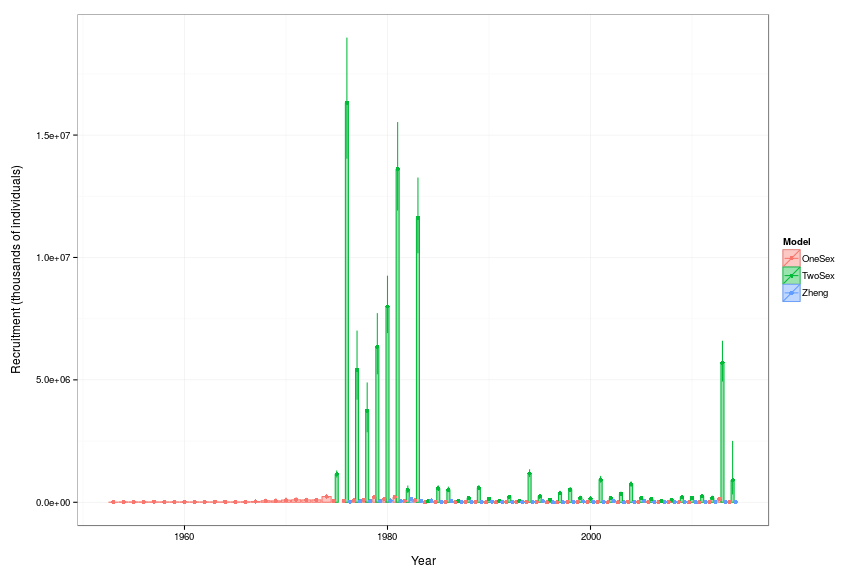 Recruitment (thousands of individuals)
1.5e+07
1.0e+07
5.0e+06
0.0e+00
1960
1980
2000
Year
Model
OneSex
TwoSex
Zheng